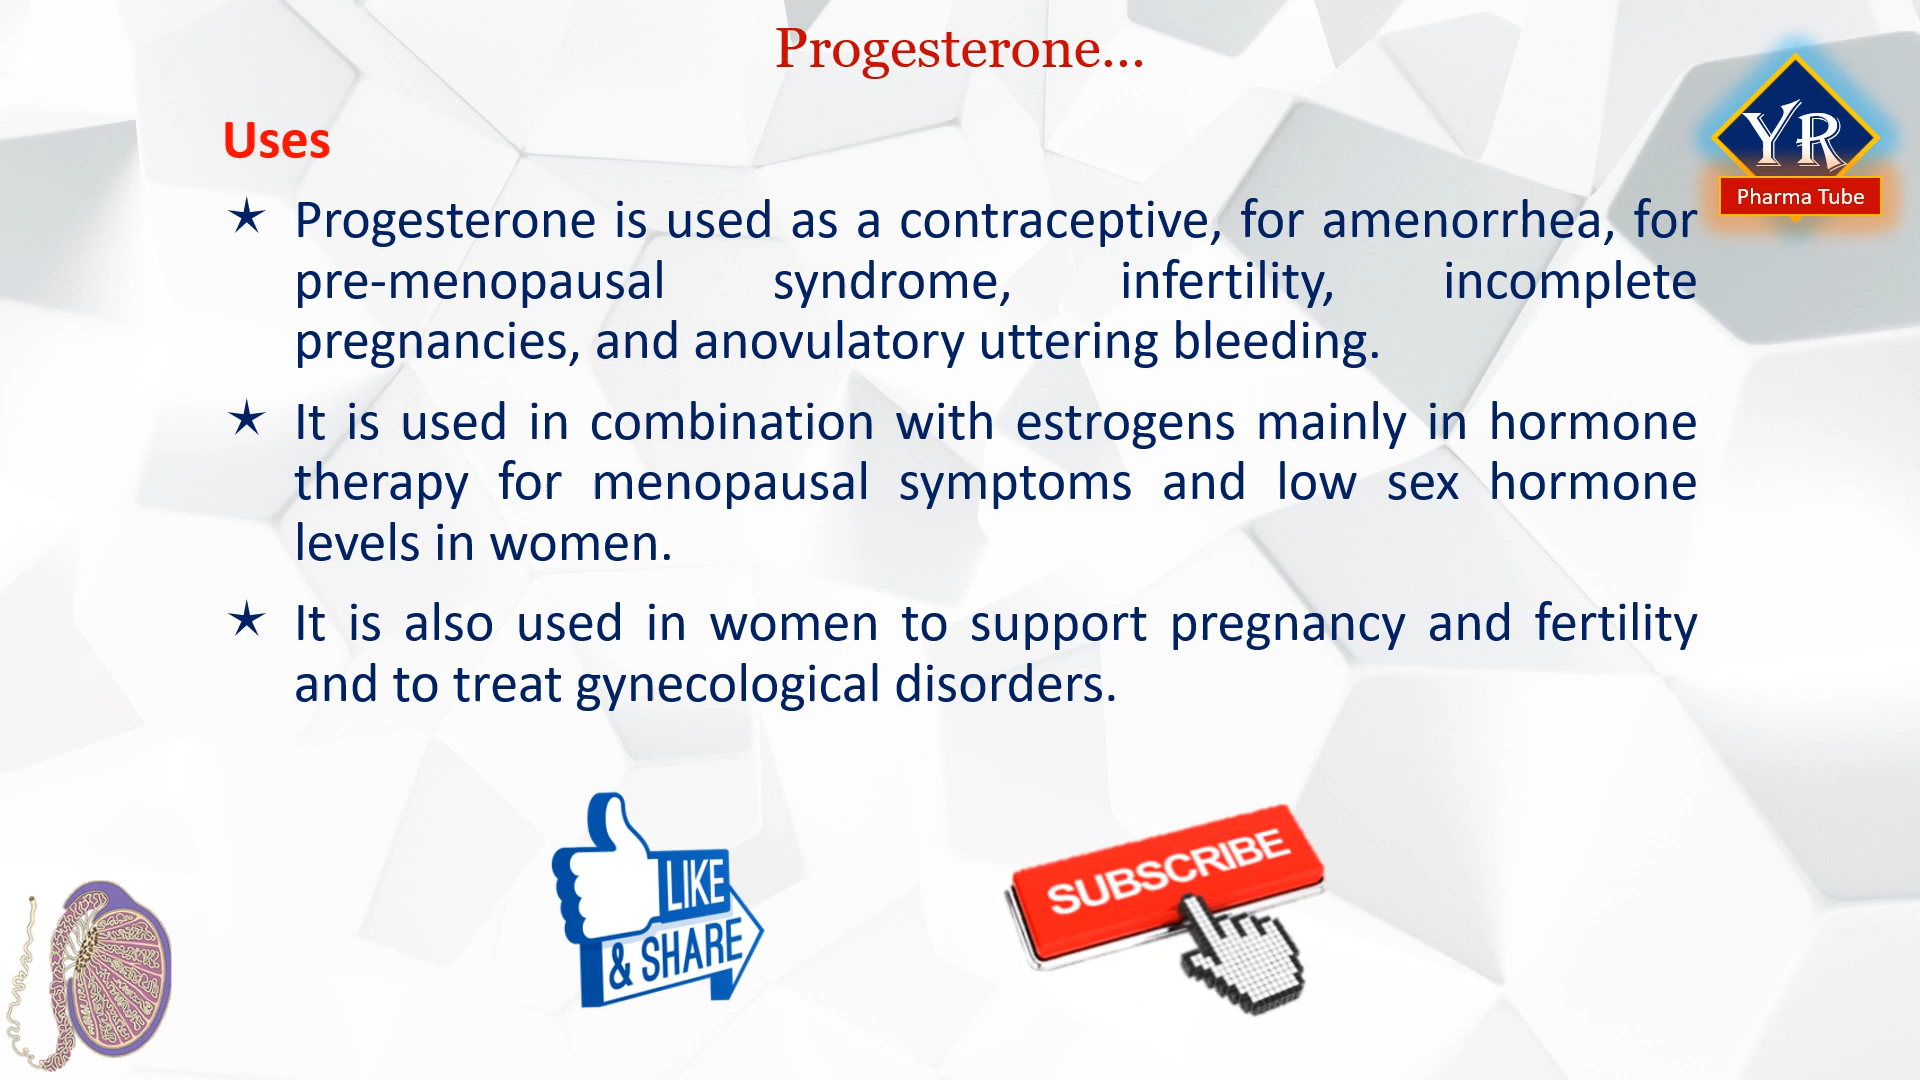 Progesterone...
YR
Pharma Tube
Uses
★ Progesterone is used as a contraceptive, for amenorrhea, for
pre-menopausal syndrome, infertility, incomplete
pregnancies, and anovulatory uttering bleeding.
★ It is used in combination with estrogens mainly in hormone
therapy for menopausal symptoms and low sex hormone
levels in women.
★ It is also used in women to support pregnancy and fertility
and to treat gynecological disorders.
LIKE
& SHARE
SUBSCRIBE